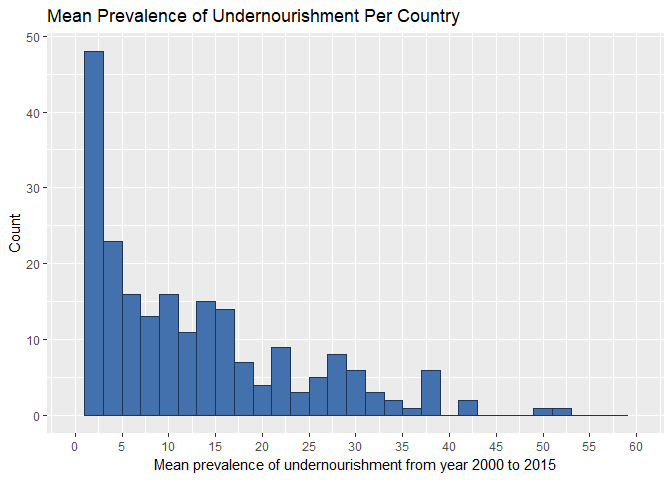 Mean Prevalence of Undernourishment Per Country
50
40
30
20
10
0
Count
0 5 10 15 20 25 30 35 40 45 50 55 60
Mean prevalence of undernourishment from year 2000 to 2015